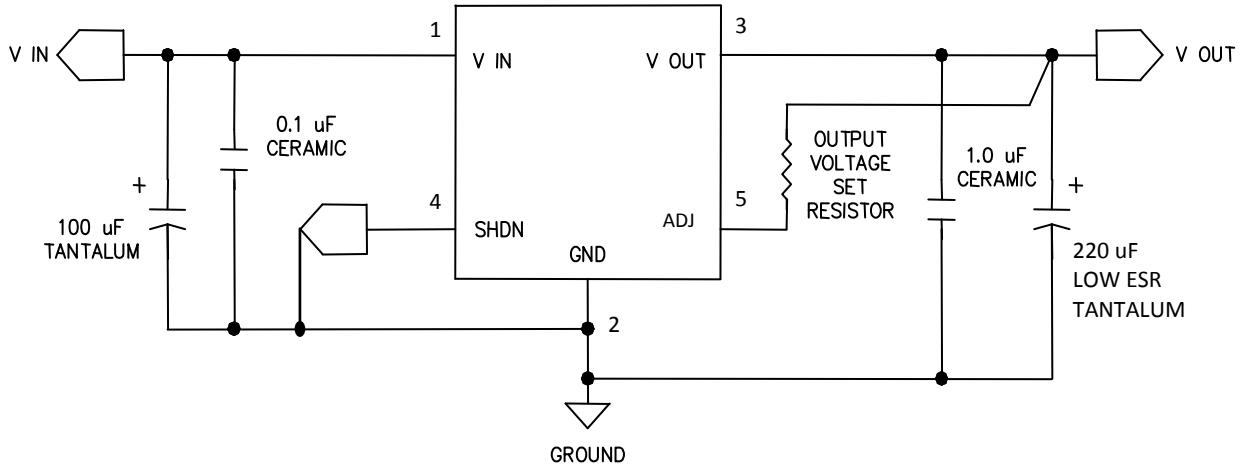 1
3
V IN
V IN
V OUT
V OUT
0.1 uF
CERAMIC
OUTPUT
VOLTAGE
SET
RESISTOR
1.0 uF
CERAMIC
+
+
4
5
100 uF
TANTALUM
SHDN
ADJ
GND
220 uF
LOW ESR
TANTALUM
2
GROUND